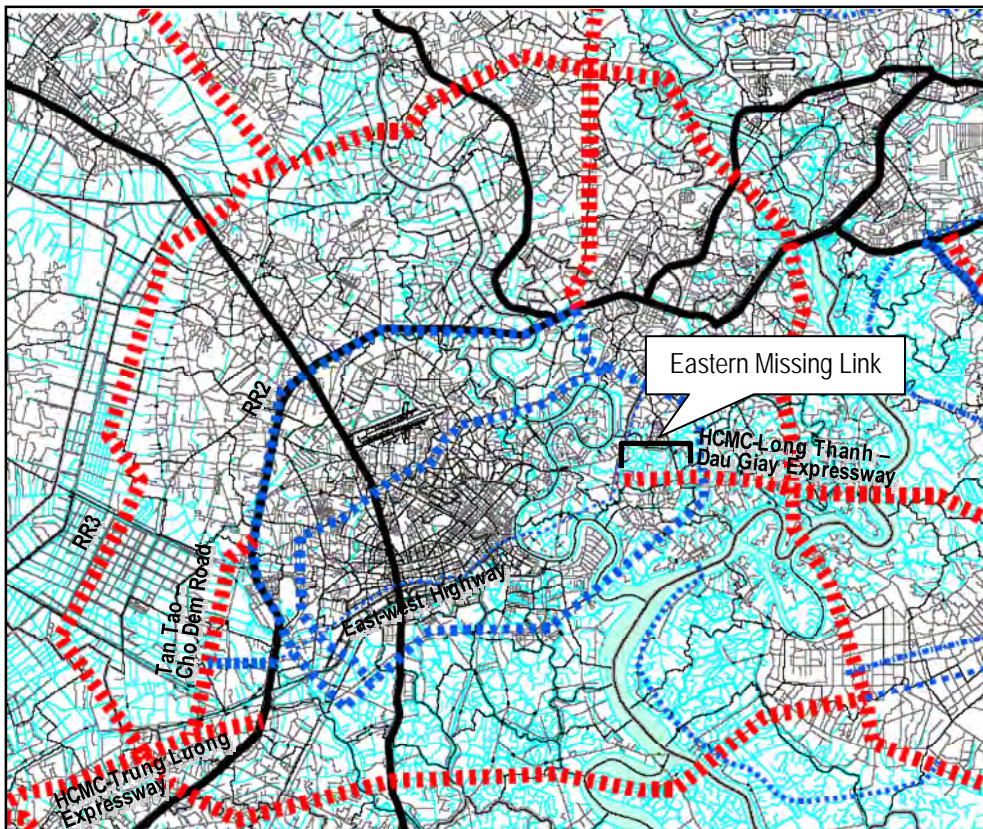 Eastern Missing Link
RR2
HCMC-Long Thanh –
Dau Giay Expressway
RR3
Tan Tao –
Cho Dem Road
East-west Highway
HCMC-Trung Luong
Expressway